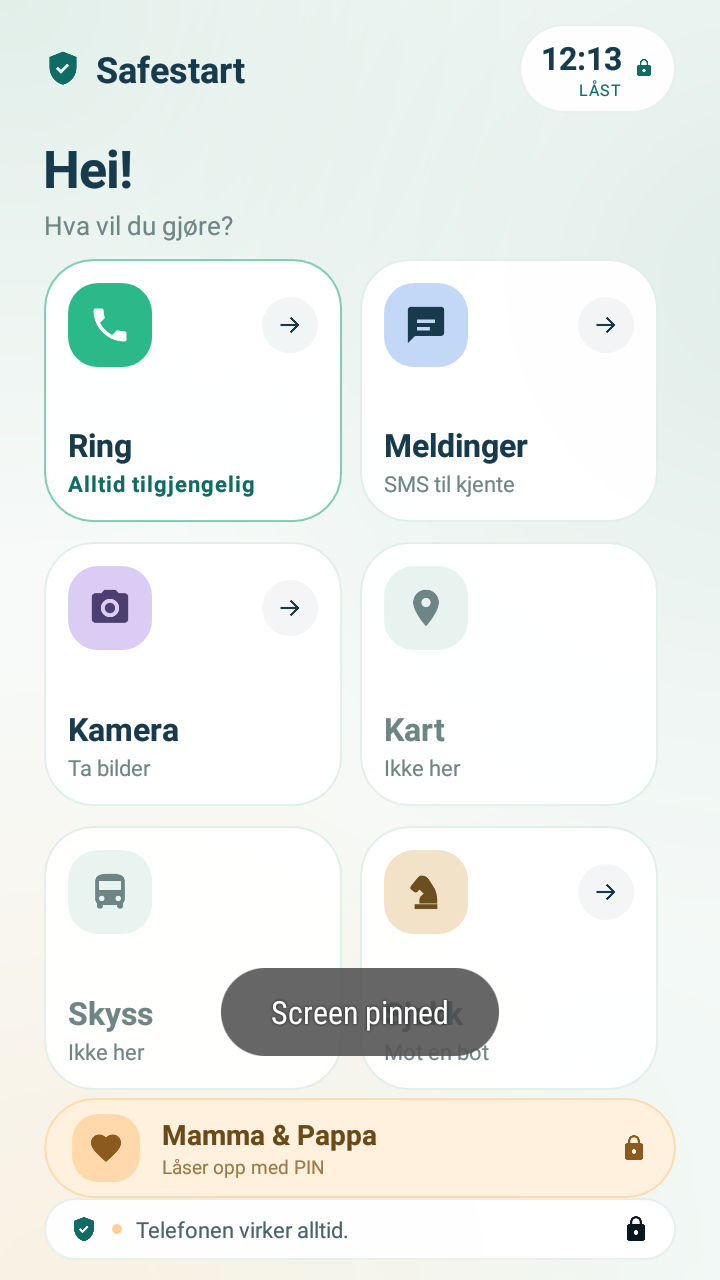 Safestart
12:13
LÅST
Hei!
Hva vil du gjøre?
Ring
Alltid tilgjengelig
Meldinger
SMS til kjente
Kamera
Ta bilder
Kart
Ikke her
Skyss
Ikke her
Mot en bot
Screen pinned
Mamma & Pappa
Låser opp med PIN
Telefonen virker alltid.